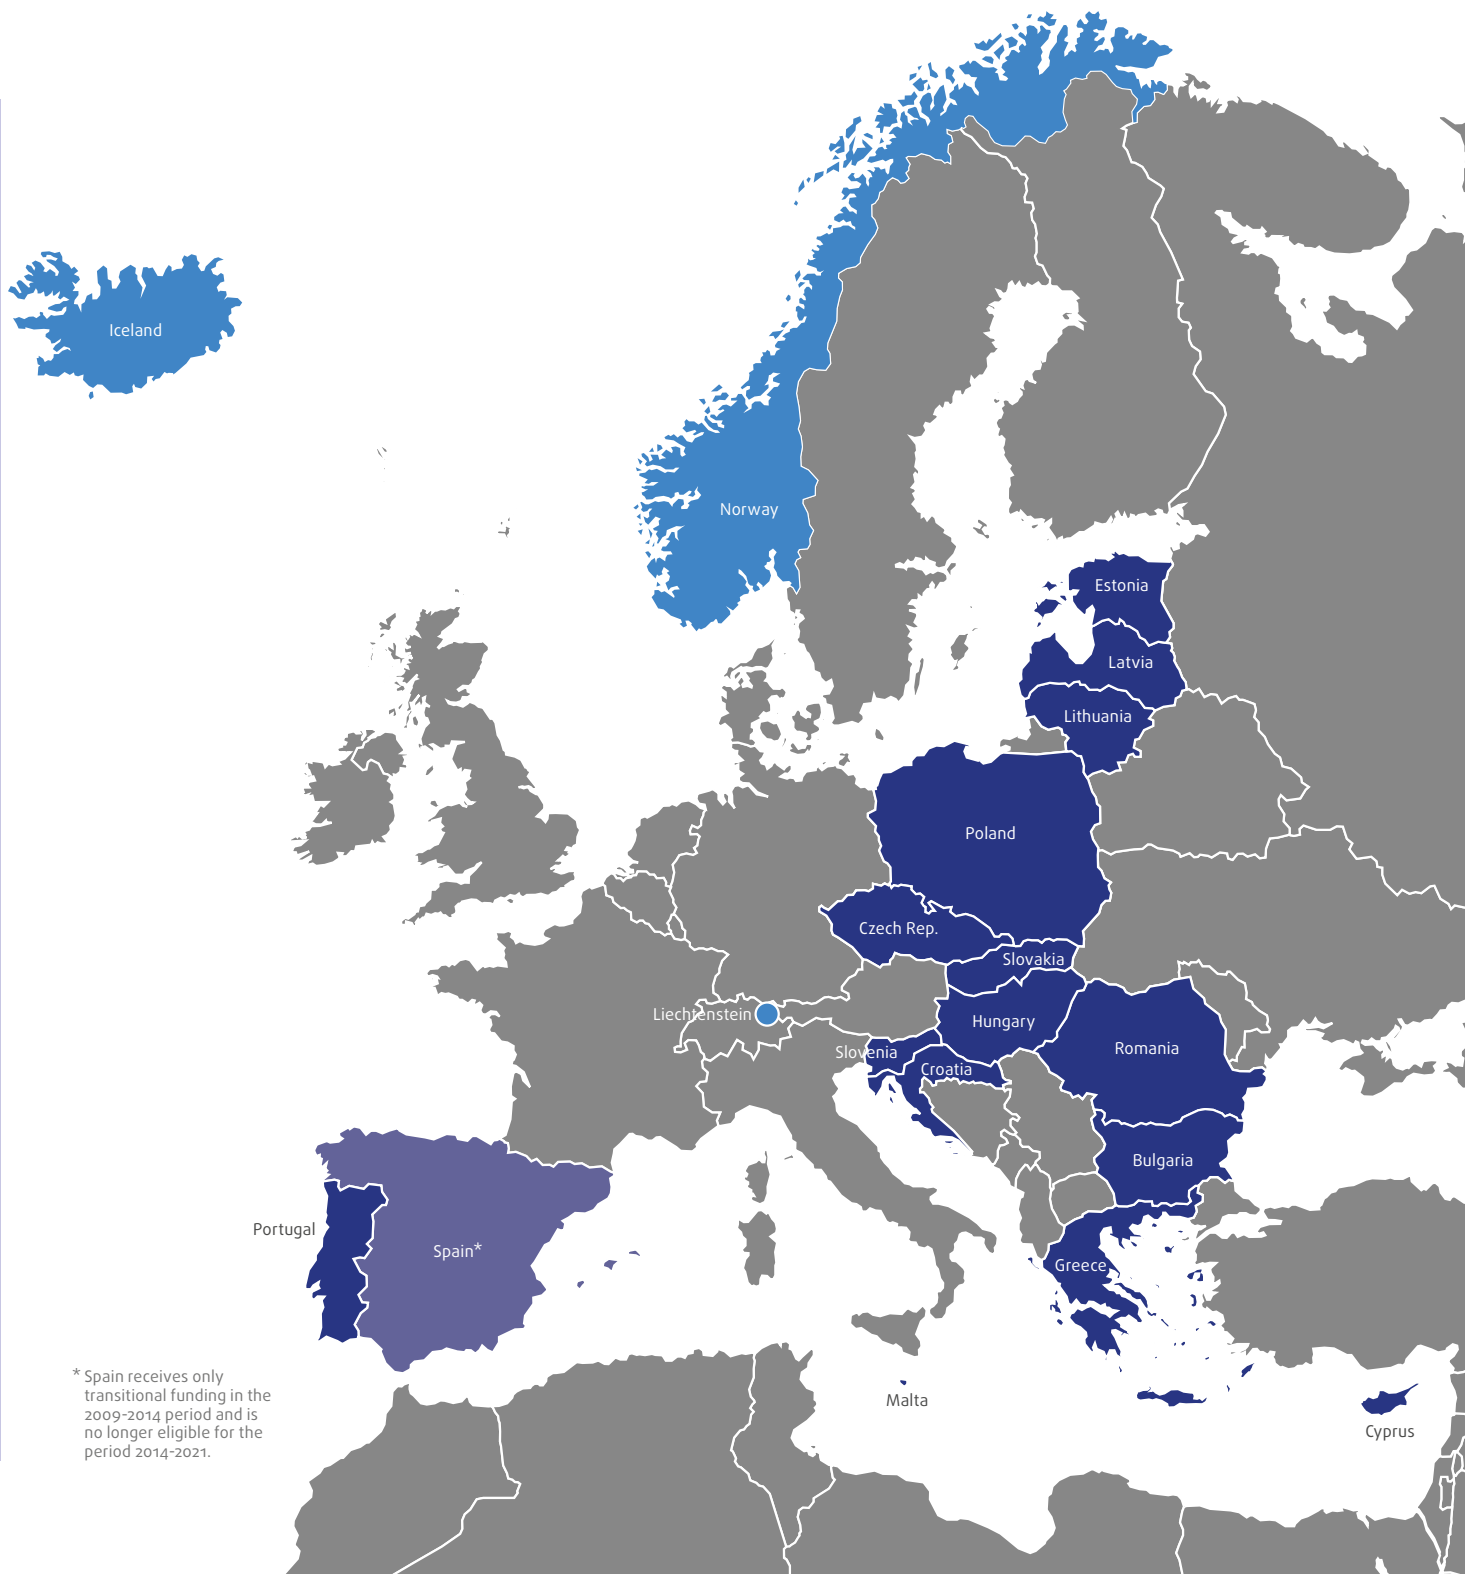 Iceland
Norway
Estonia
Latvia
Lithuania
Poland
Czech Rep.
Slovakia
Liechtenstein
Hungary
Slovenia
Romania
Croatia
Bulgaria
Portugal
Spain*
Greece
Malta
Cyprus
* Spain receives only
transitional funding in the
2009-2014 period and is
no longer eligible for the
period 2014-2021.